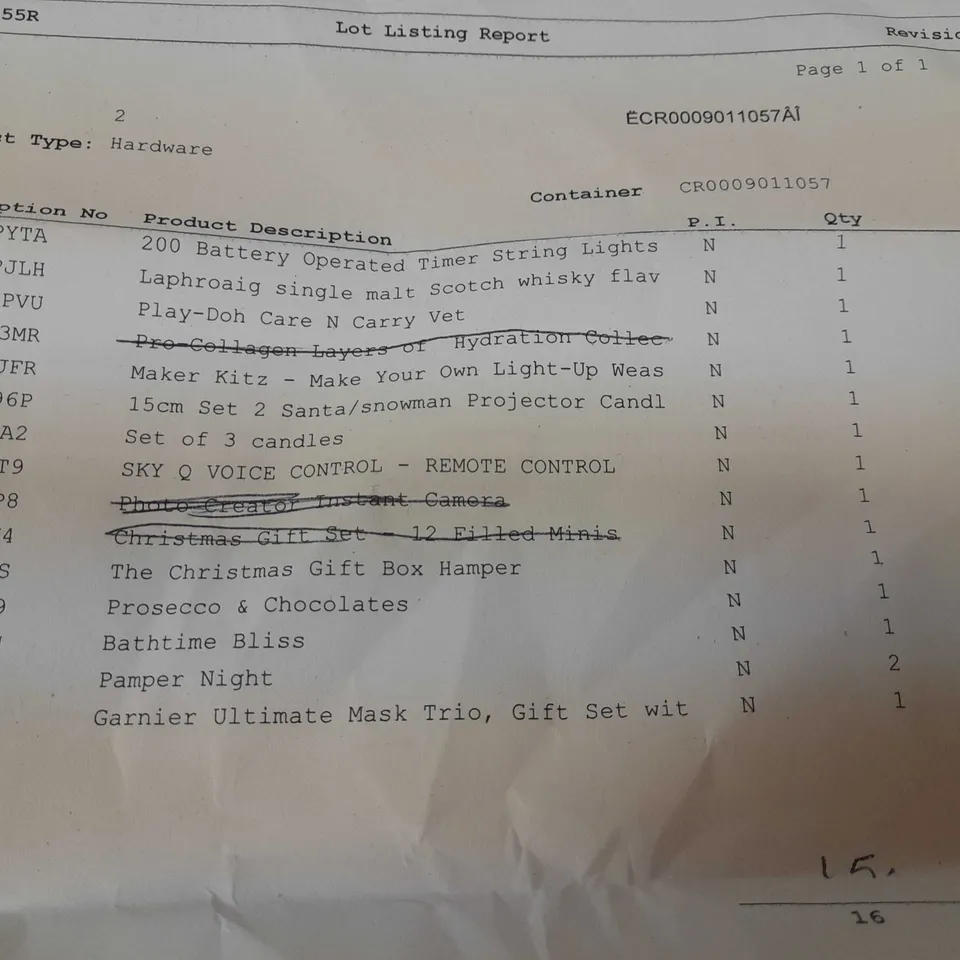 55R Lot Listing Report Revisio
Page 1 of 1
2 ËCR0009011057ÂÎ
ct Type: Hardware
Container CR0009011057
ption No Product Description P.I. Qty
PYTA 200 Battery Operated Timer String Lights N 1
PJLH Laphroaig single malt Scotch whisky flav N 1
PVU Play-Doh Care N Carry Vet N 1
3MR Pro-Collagen Layers of Hydration Collec N 1
JFR Maker Kitz - Make Your Own Light-Up Weas N 1
96P 15cm Set 2 Santa/snowman Projector Candl N 1
A2 Set of 3 candles N 1
T9 SKY Q VOICE CONTROL - REMOTE CONTROL N 1
P8 Photo Creator Instant Camera N 1
4 Christmas Gift Set - 12 Filled Minis N 1
S The Christmas Gift Box Hamper N 1
9 Prosecco & Chocolates N 1
Bathtime Bliss N 1
Pamper Night N 2
Garnier Ultimate Mask Trio, Gift Set wit N 1
15.
16